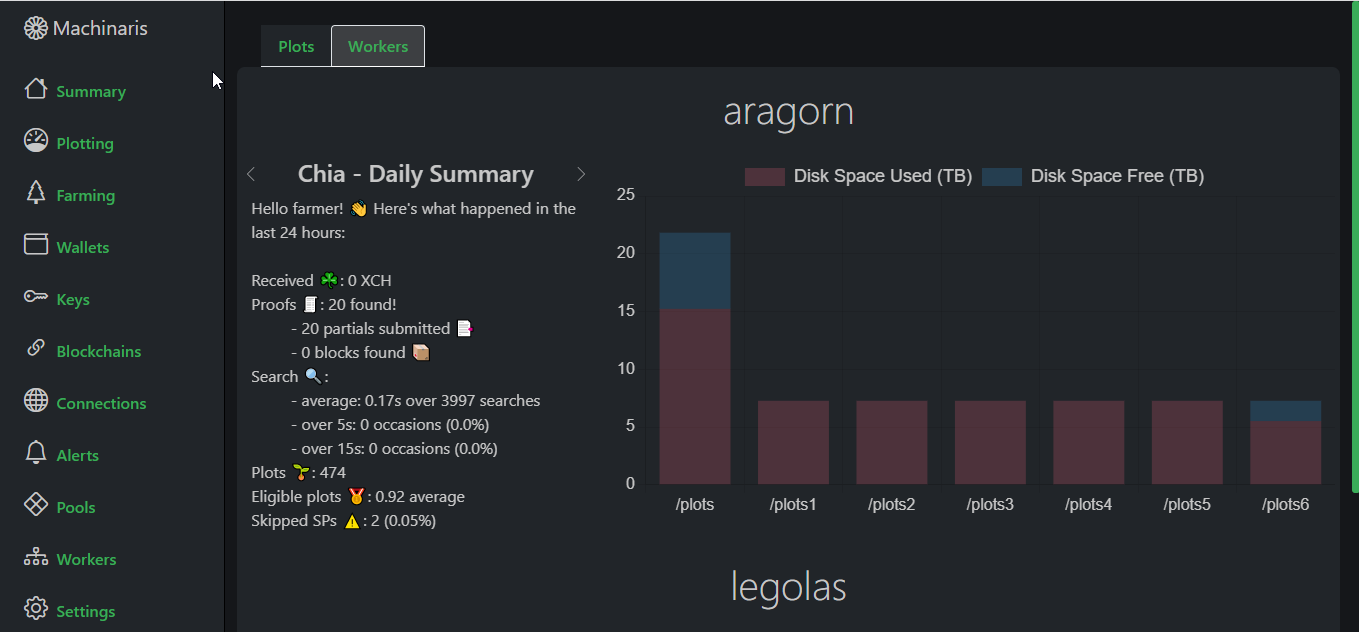 Machinaris
Summary
Plotting
Farming
Wallets
Keys
Blockchains
Connections
Alerts
Pools
Workers
Settings
Plots
Workers
aragorn
Chia - Daily Summary
Hello farmer! 👋 Here's what happened in the
last 24 hours:
Received ☘️: 0 XCH
Proofs 🧾: 20 found!
- 20 partials submitted 📑
- 0 blocks found 📦
Search 🔍:
- average: 0.17s over 3997 searches
- over 5s: 0 occasions (0.0%)
- over 15s: 0 occasions (0.0%)
Plots 🌱: 474
Eligible plots 🥇: 0.92 average
Skipped SPs ⚠️: 2 (0.05%)
Disk Space Used (TB)
Disk Space Free (TB)
25
20
15
10
5
0
/plots
/plots1
/plots2
/plots3
/plots4
/plots5
/plots6
legolas